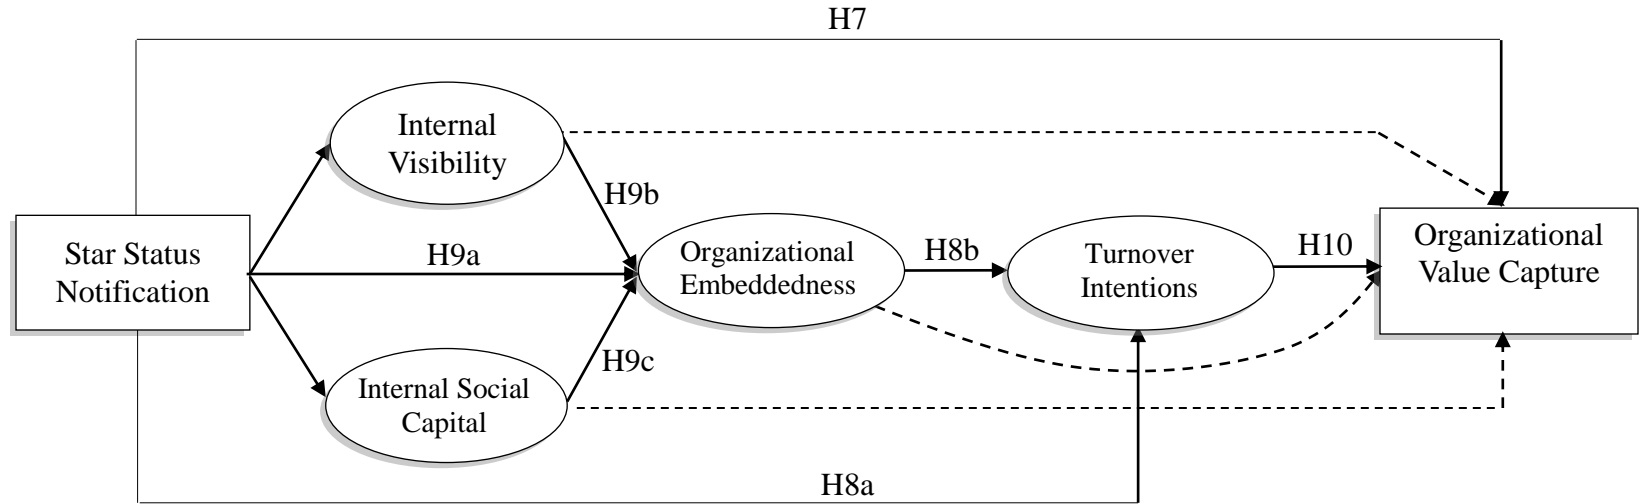 H7
Internal
Visibility
H9b
Star Status
Notification
H9a
Organizational
Embeddedness
H8b
Turnover
Intentions
H10
Organizational
Value Capture
H9c
Internal Social
Capital
H8a